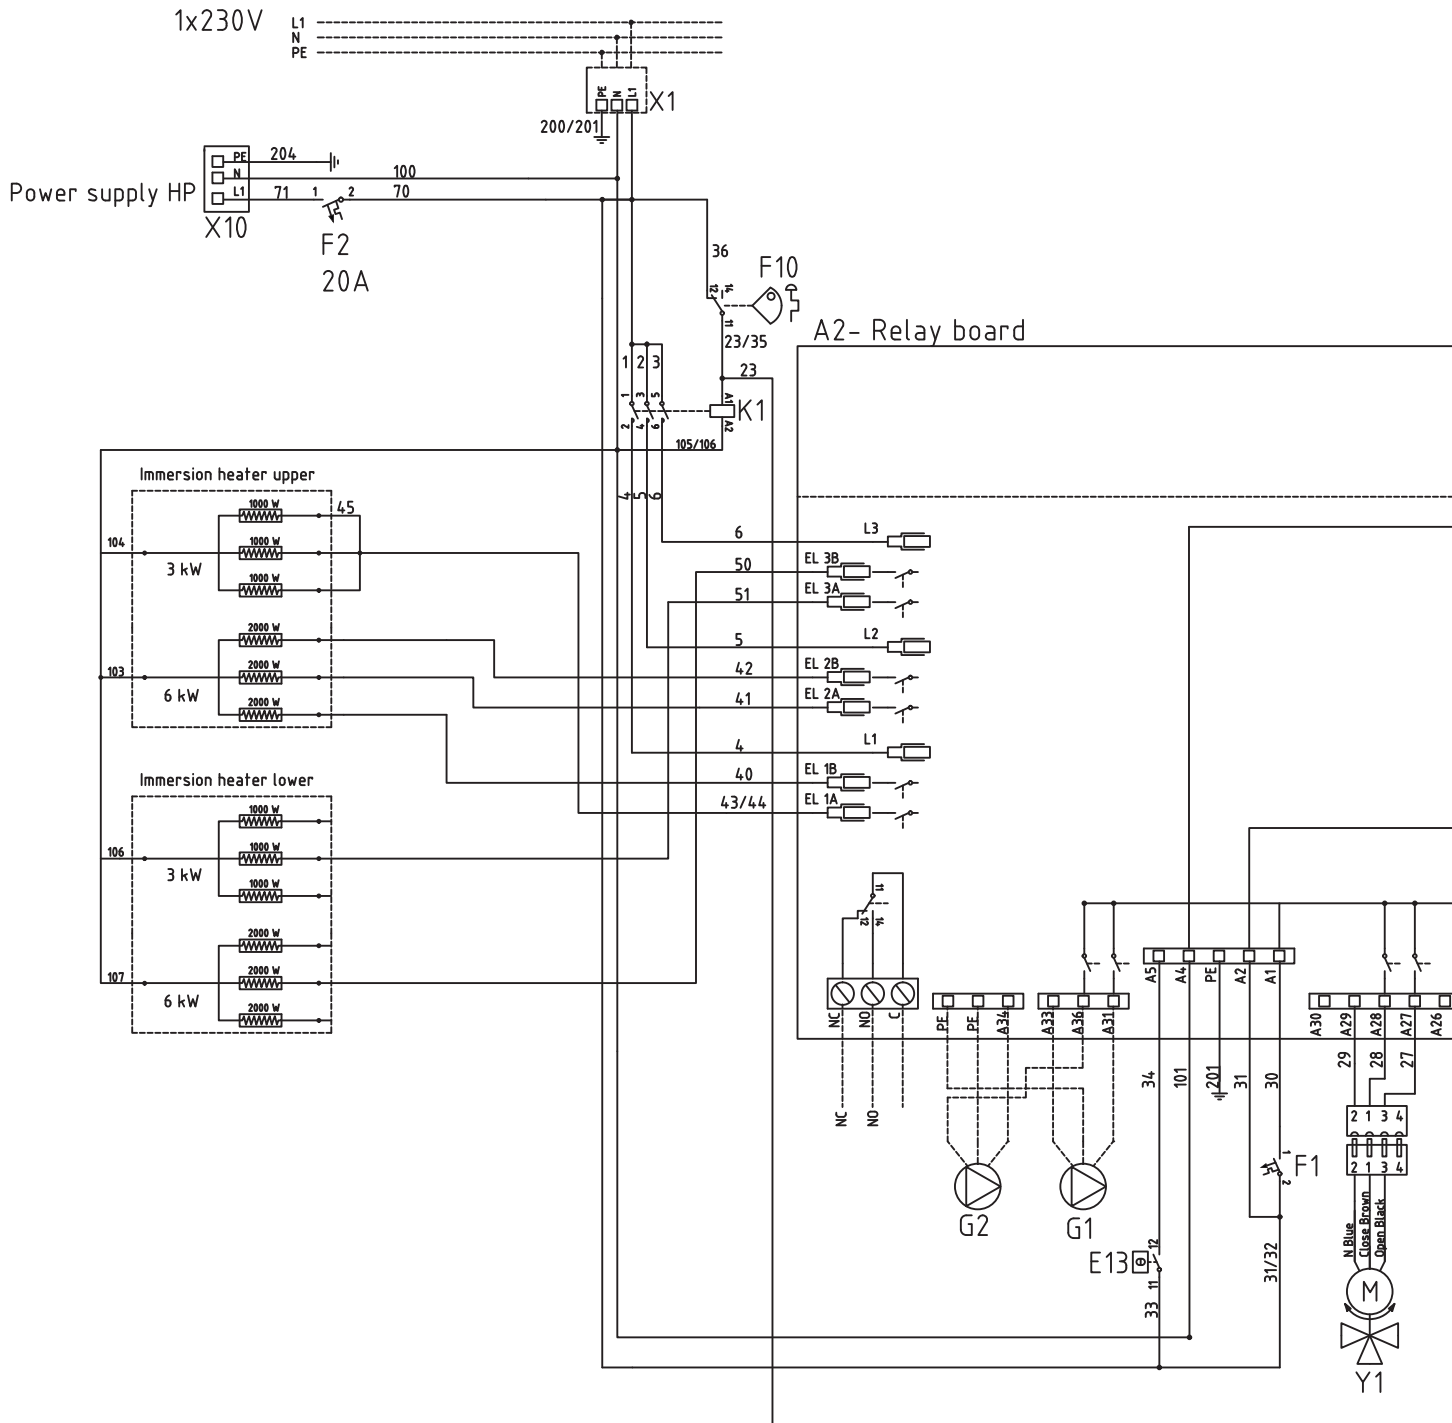 1x230V
L1
N
PE
PE N L1
X1
200/201
Power supply HP
PE 204
N 100
L1 71 1 2 70
X10
F2
20A
36
F10
12 14
11
23/35
23
A2- Relay board
1 2 3
1 3 5
2 4 6
A1
K1
A2
105/106
4 5 6
Immersion heater upper
1000 W
45
104
1000 W
3 kW
1000 W
2000 W
103
2000 W
6 kW
2000 W
6 L3
50 EL 3B
51 EL 3A
5 L2
42 EL 2B
41 EL 2A
4 L1
40 EL 1B
43/44 EL 1A
Immersion heater lower
1000 W
106
1000 W
3 kW
1000 W
2000 W
107
2000 W
6 kW
2000 W
11
12 14
NC NO C
PE PE A34
A33 A36 A31
A5 A4 PE A2 A1
A30 A29 A28 A27 A26
NC NO
34 101 201 31 30
29 28 27
2 1 3 4
2 1 3 4
1
F1
2
G2
G1
N Blue
Close Brown
Open Black
12
E13
11
33
31/32
M
Y1